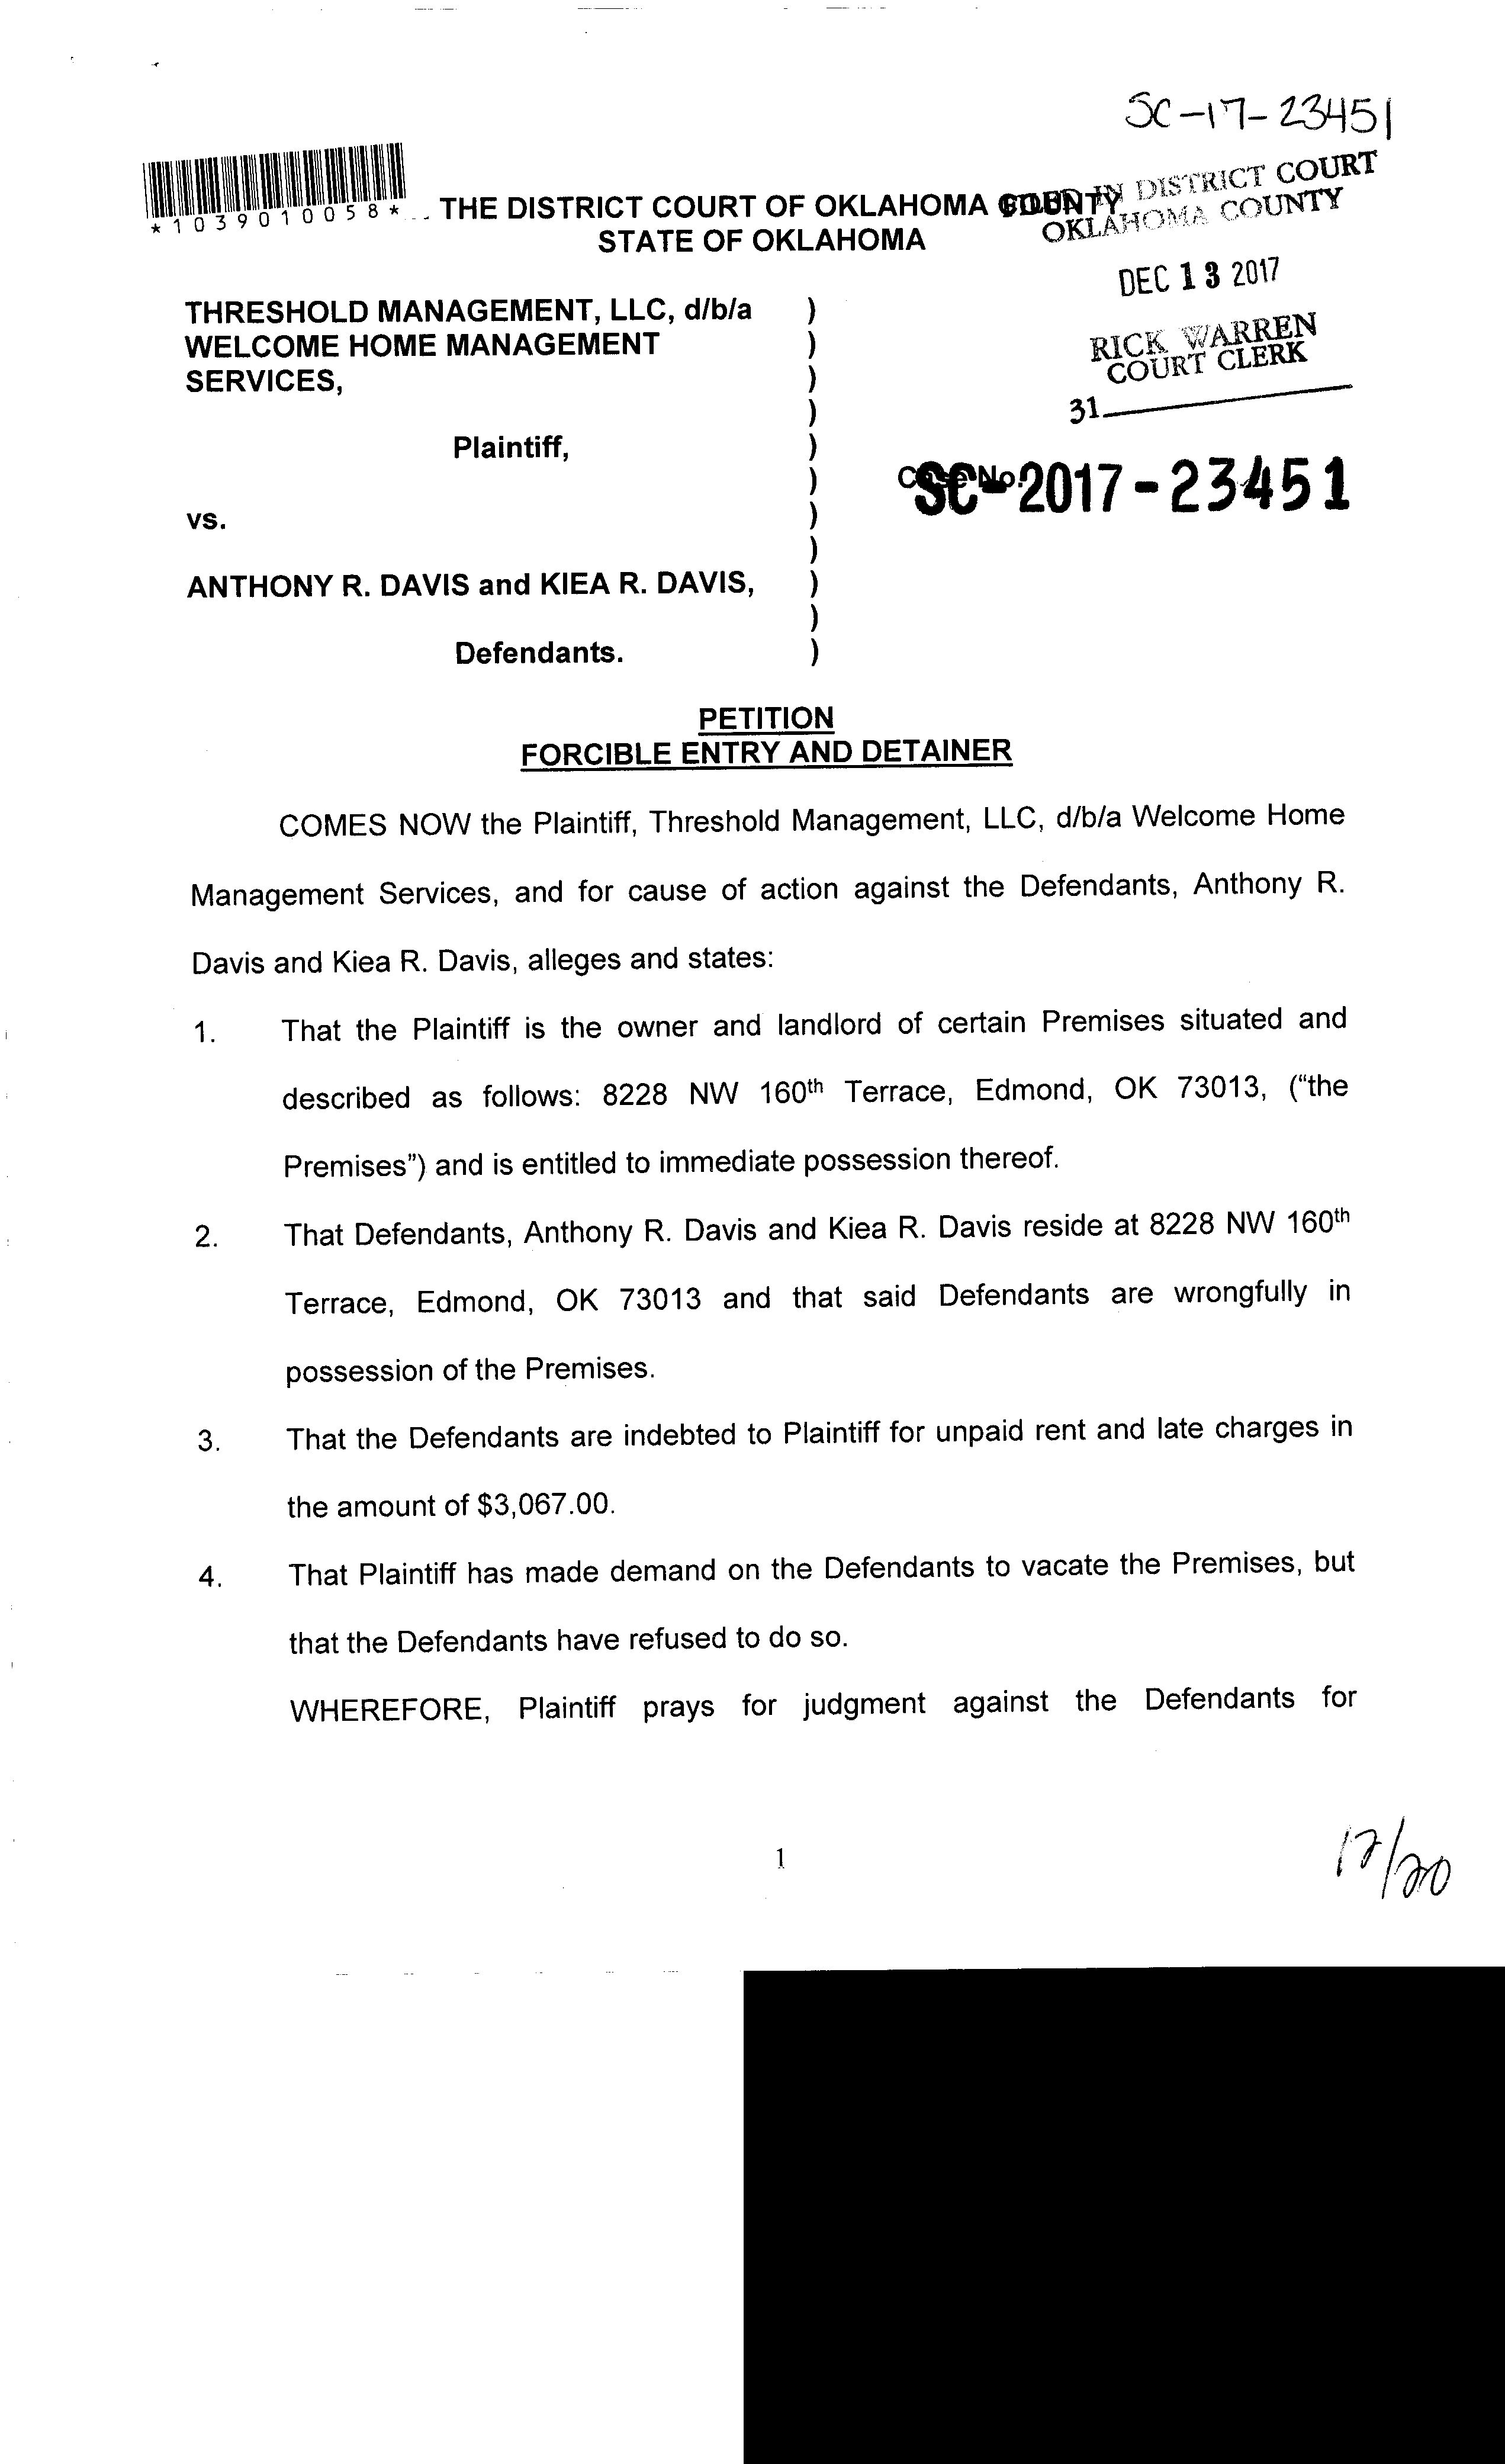 SC-17-23451
*1039010058*
THE DISTRICT COURT OF OKLAHOMA COUNTY
STATE OF OKLAHOMA
FILED IN DISTRICT COURT
OKLAHOMA COUNTY
DEC 13 2017
RICK WARREN
COURT CLERK
31
THRESHOLD MANAGEMENT, LLC, d/b/a )
WELCOME HOME MANAGEMENT )
SERVICES, )
)
Plaintiff, )
)
Case No. SC-2017-23451
vs. )
)
ANTHONY R. DAVIS and KIEA R. DAVIS, )
)
Defendants. )
PETITION
FORCIBLE ENTRY AND DETAINER
COMES NOW the Plaintiff, Threshold Management, LLC, d/b/a Welcome Home
Management Services, and for cause of action against the Defendants, Anthony R.
Davis and Kiea R. Davis, alleges and states:
1. That the Plaintiff is the owner and landlord of certain Premises situated and
described as follows: 8228 NW 160th Terrace, Edmond, OK 73013, (“the
Premises”) and is entitled to immediate possession thereof.
2. That Defendants, Anthony R. Davis and Kiea R. Davis reside at 8228 NW 160th
Terrace, Edmond, OK 73013 and that said Defendants are wrongfully in
possession of the Premises.
3. That the Defendants are indebted to Plaintiff for unpaid rent and late charges in
the amount of $3,067.00.
4. That Plaintiff has made demand on the Defendants to vacate the Premises, but
that the Defendants have refused to do so.
WHEREFORE, Plaintiff prays for judgment against the Defendants for
1
12/20